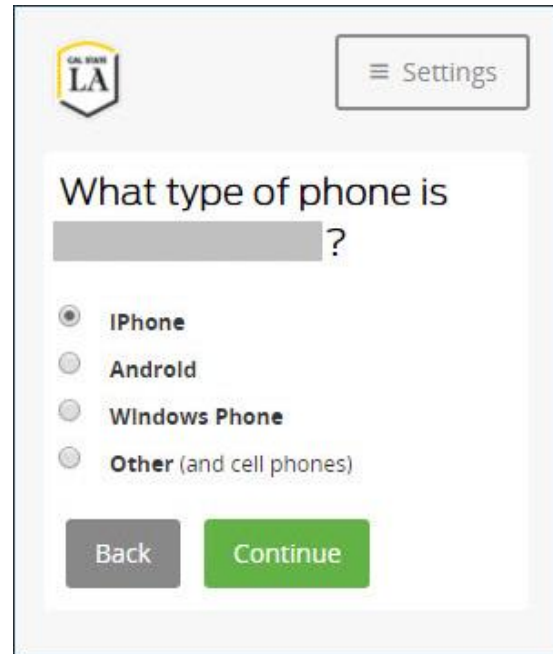 CAL STATE
LA
≡ Settings
What type of phone is
?
IPhone
Android
Windows Phone
Other (and cell phones)
Back
Continue